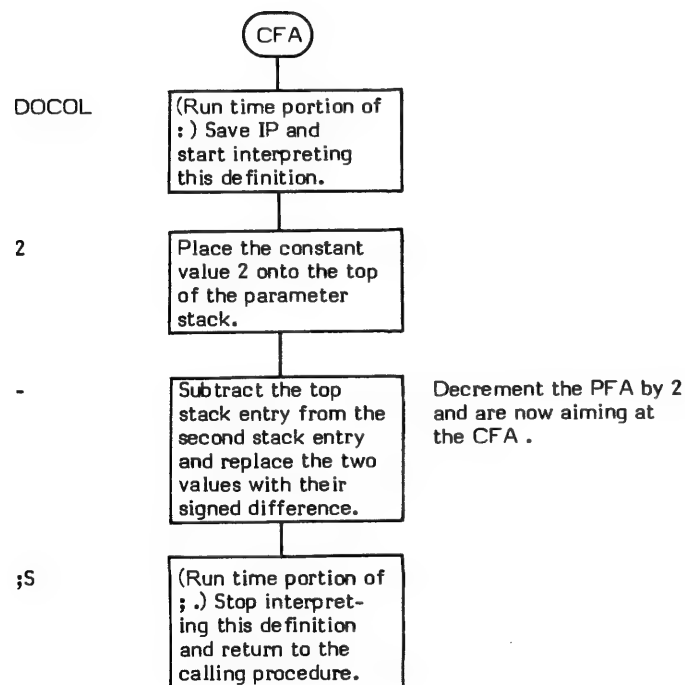 CFA
DOCOL
(Run time portion of
: ) Save IP and
start interpreting
this definition.
2
Place the constant
value 2 onto the top
of the parameter
stack.
-
Subtract the top
stack entry from the
second stack entry
and replace the two
values with their
signed difference.
Decrement the PFA by 2
and are now aiming at
the CFA .
;S
(Run time portion of
; .) Stop interpret-
ing this definition
and return to the
calling procedure.